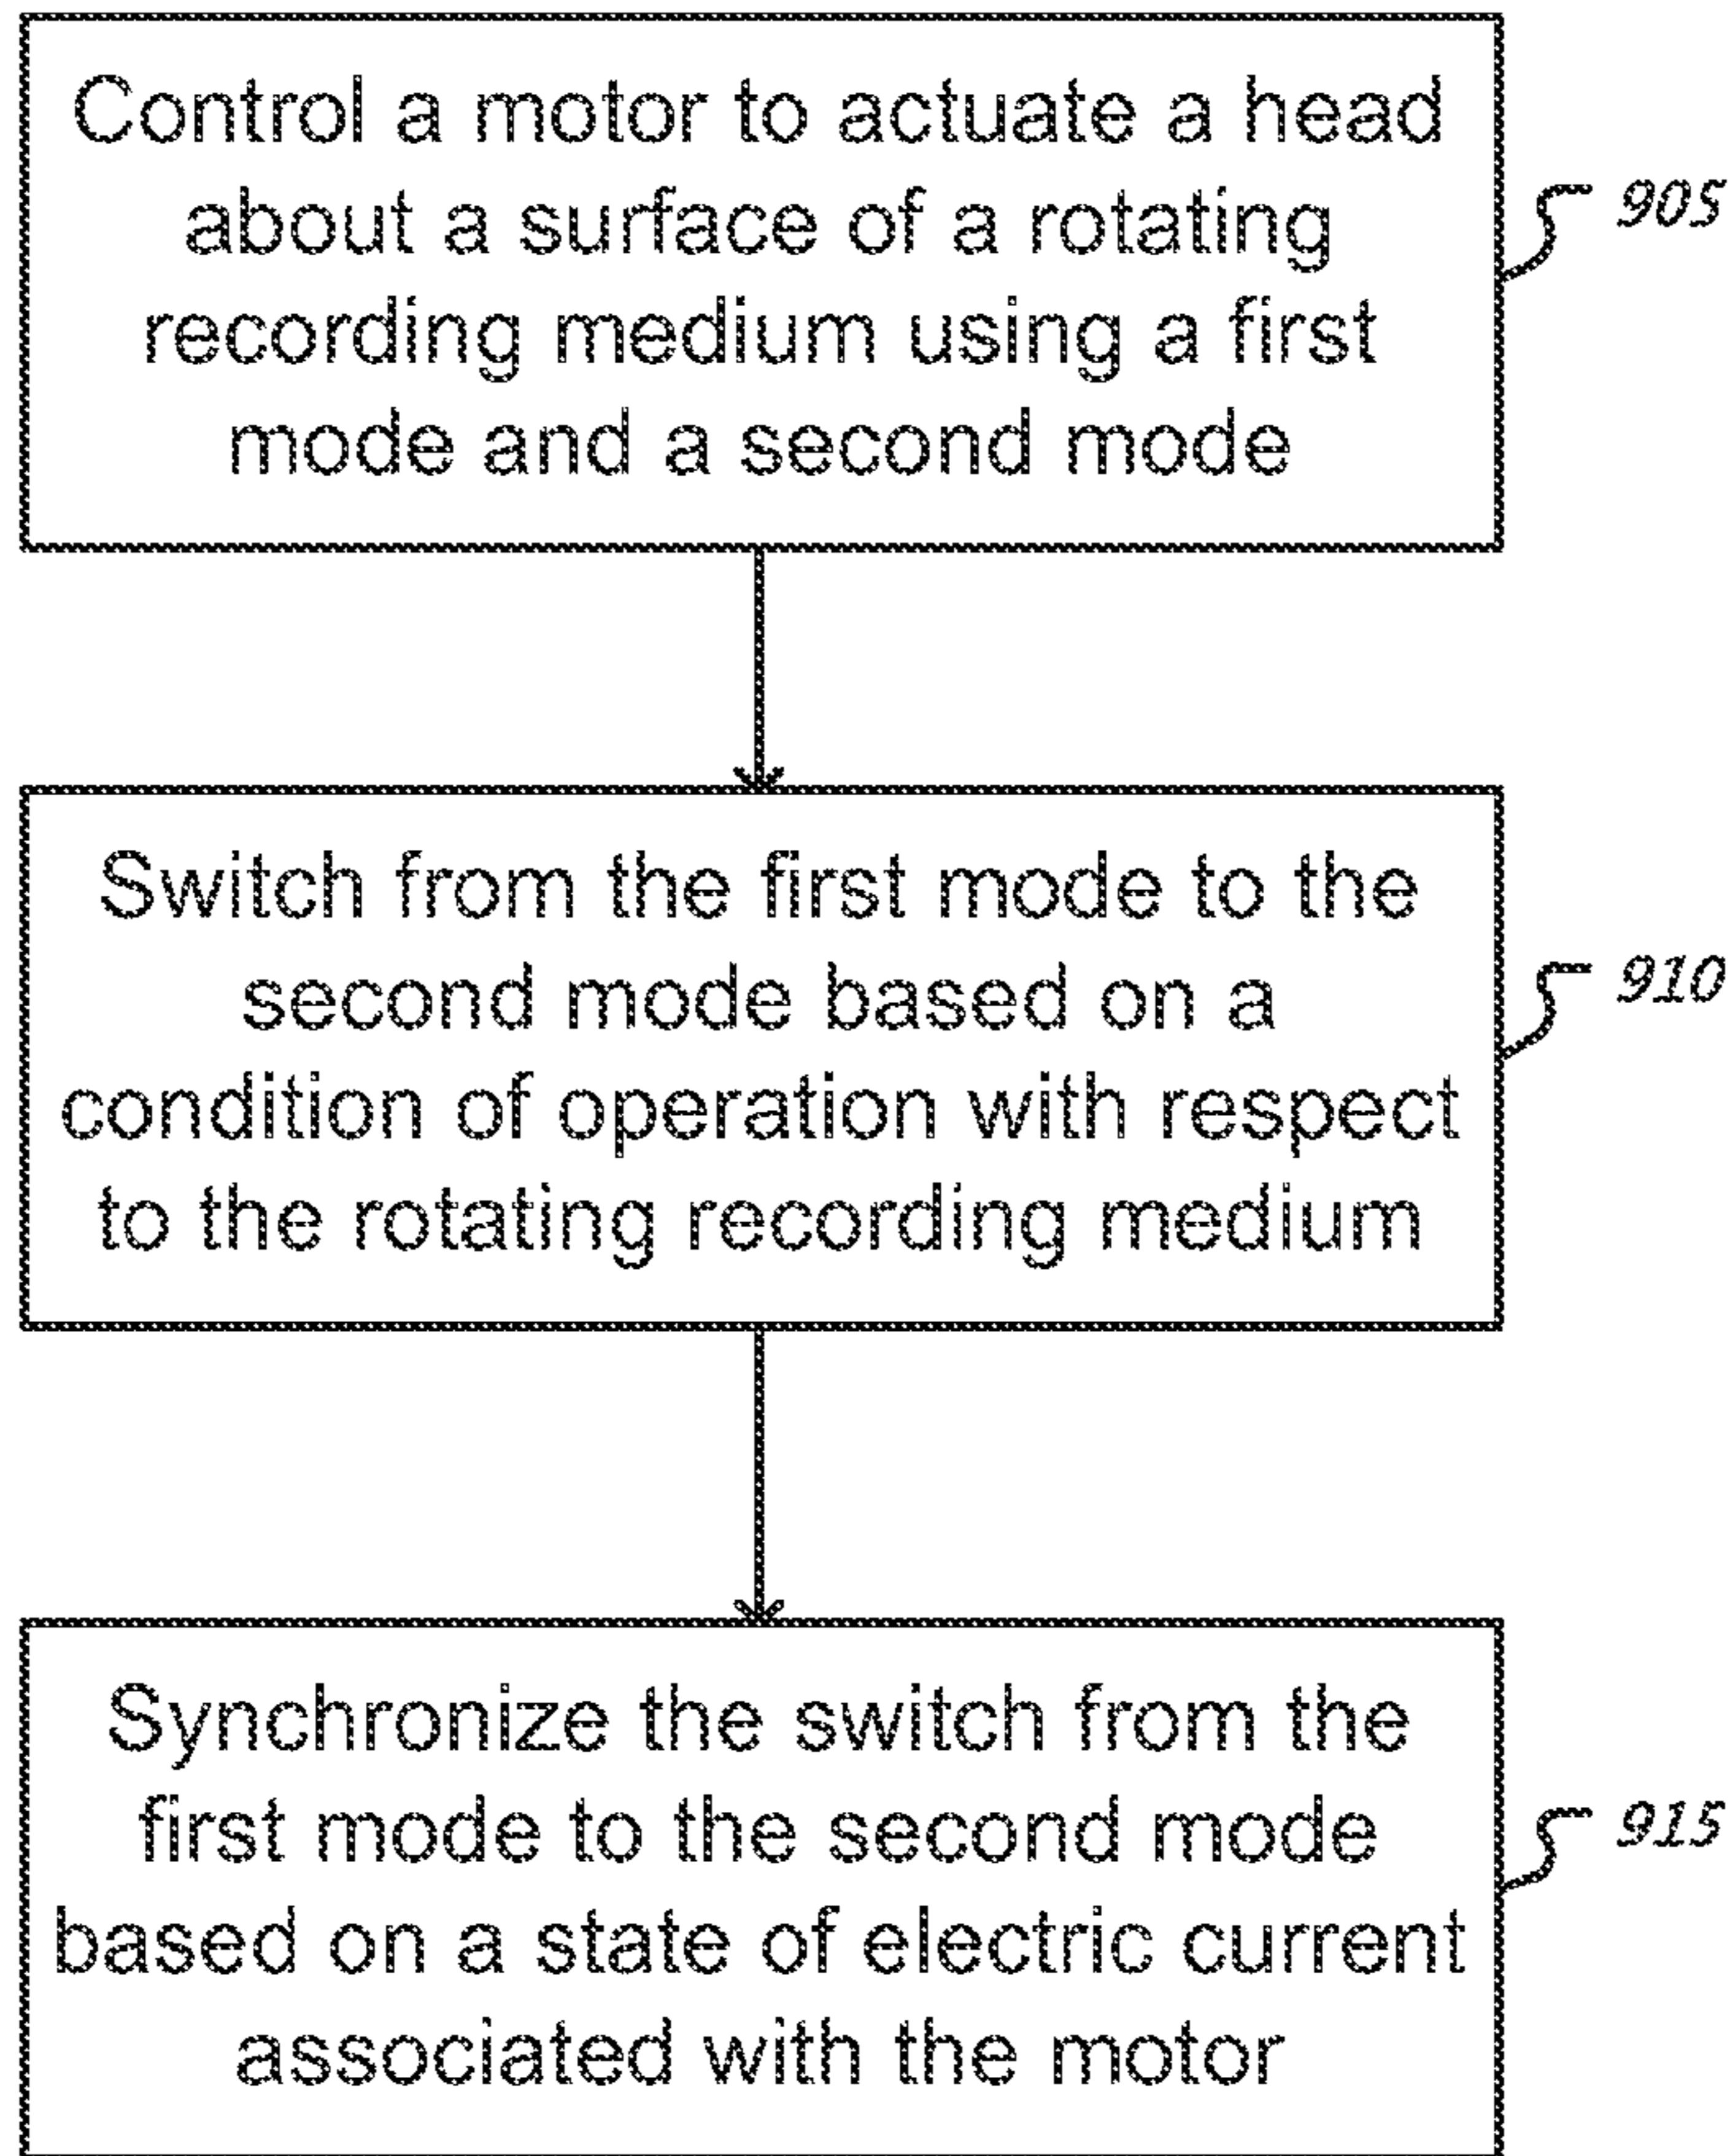 Control a motor to actuate a head
about a surface of a rotating
recording medium using a first
mode and a second mode
905
Switch from the first mode to the
second mode based on a
condition of operation with respect
to the rotating recording medium
910
Synchronize the switch from the
first mode to the second mode
based on a state of electric current
associated with the motor
915